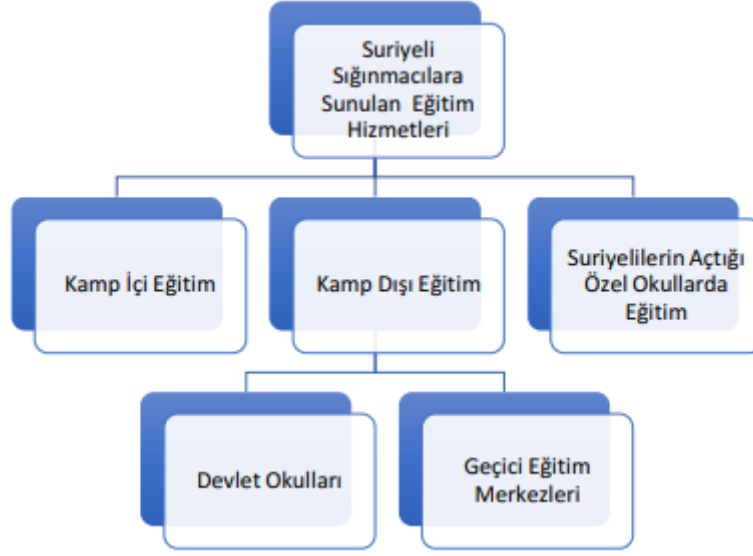 Suriyeli
Sığınmacılara
Sunulan Eğitim
Hizmetleri
Kamp İçi Eğitim
Kamp Dışı Eğitim
Suriyelilerin Açtığı
Özel Okullarda
Eğitim
Devlet Okulları
Geçici Eğitim
Merkezleri